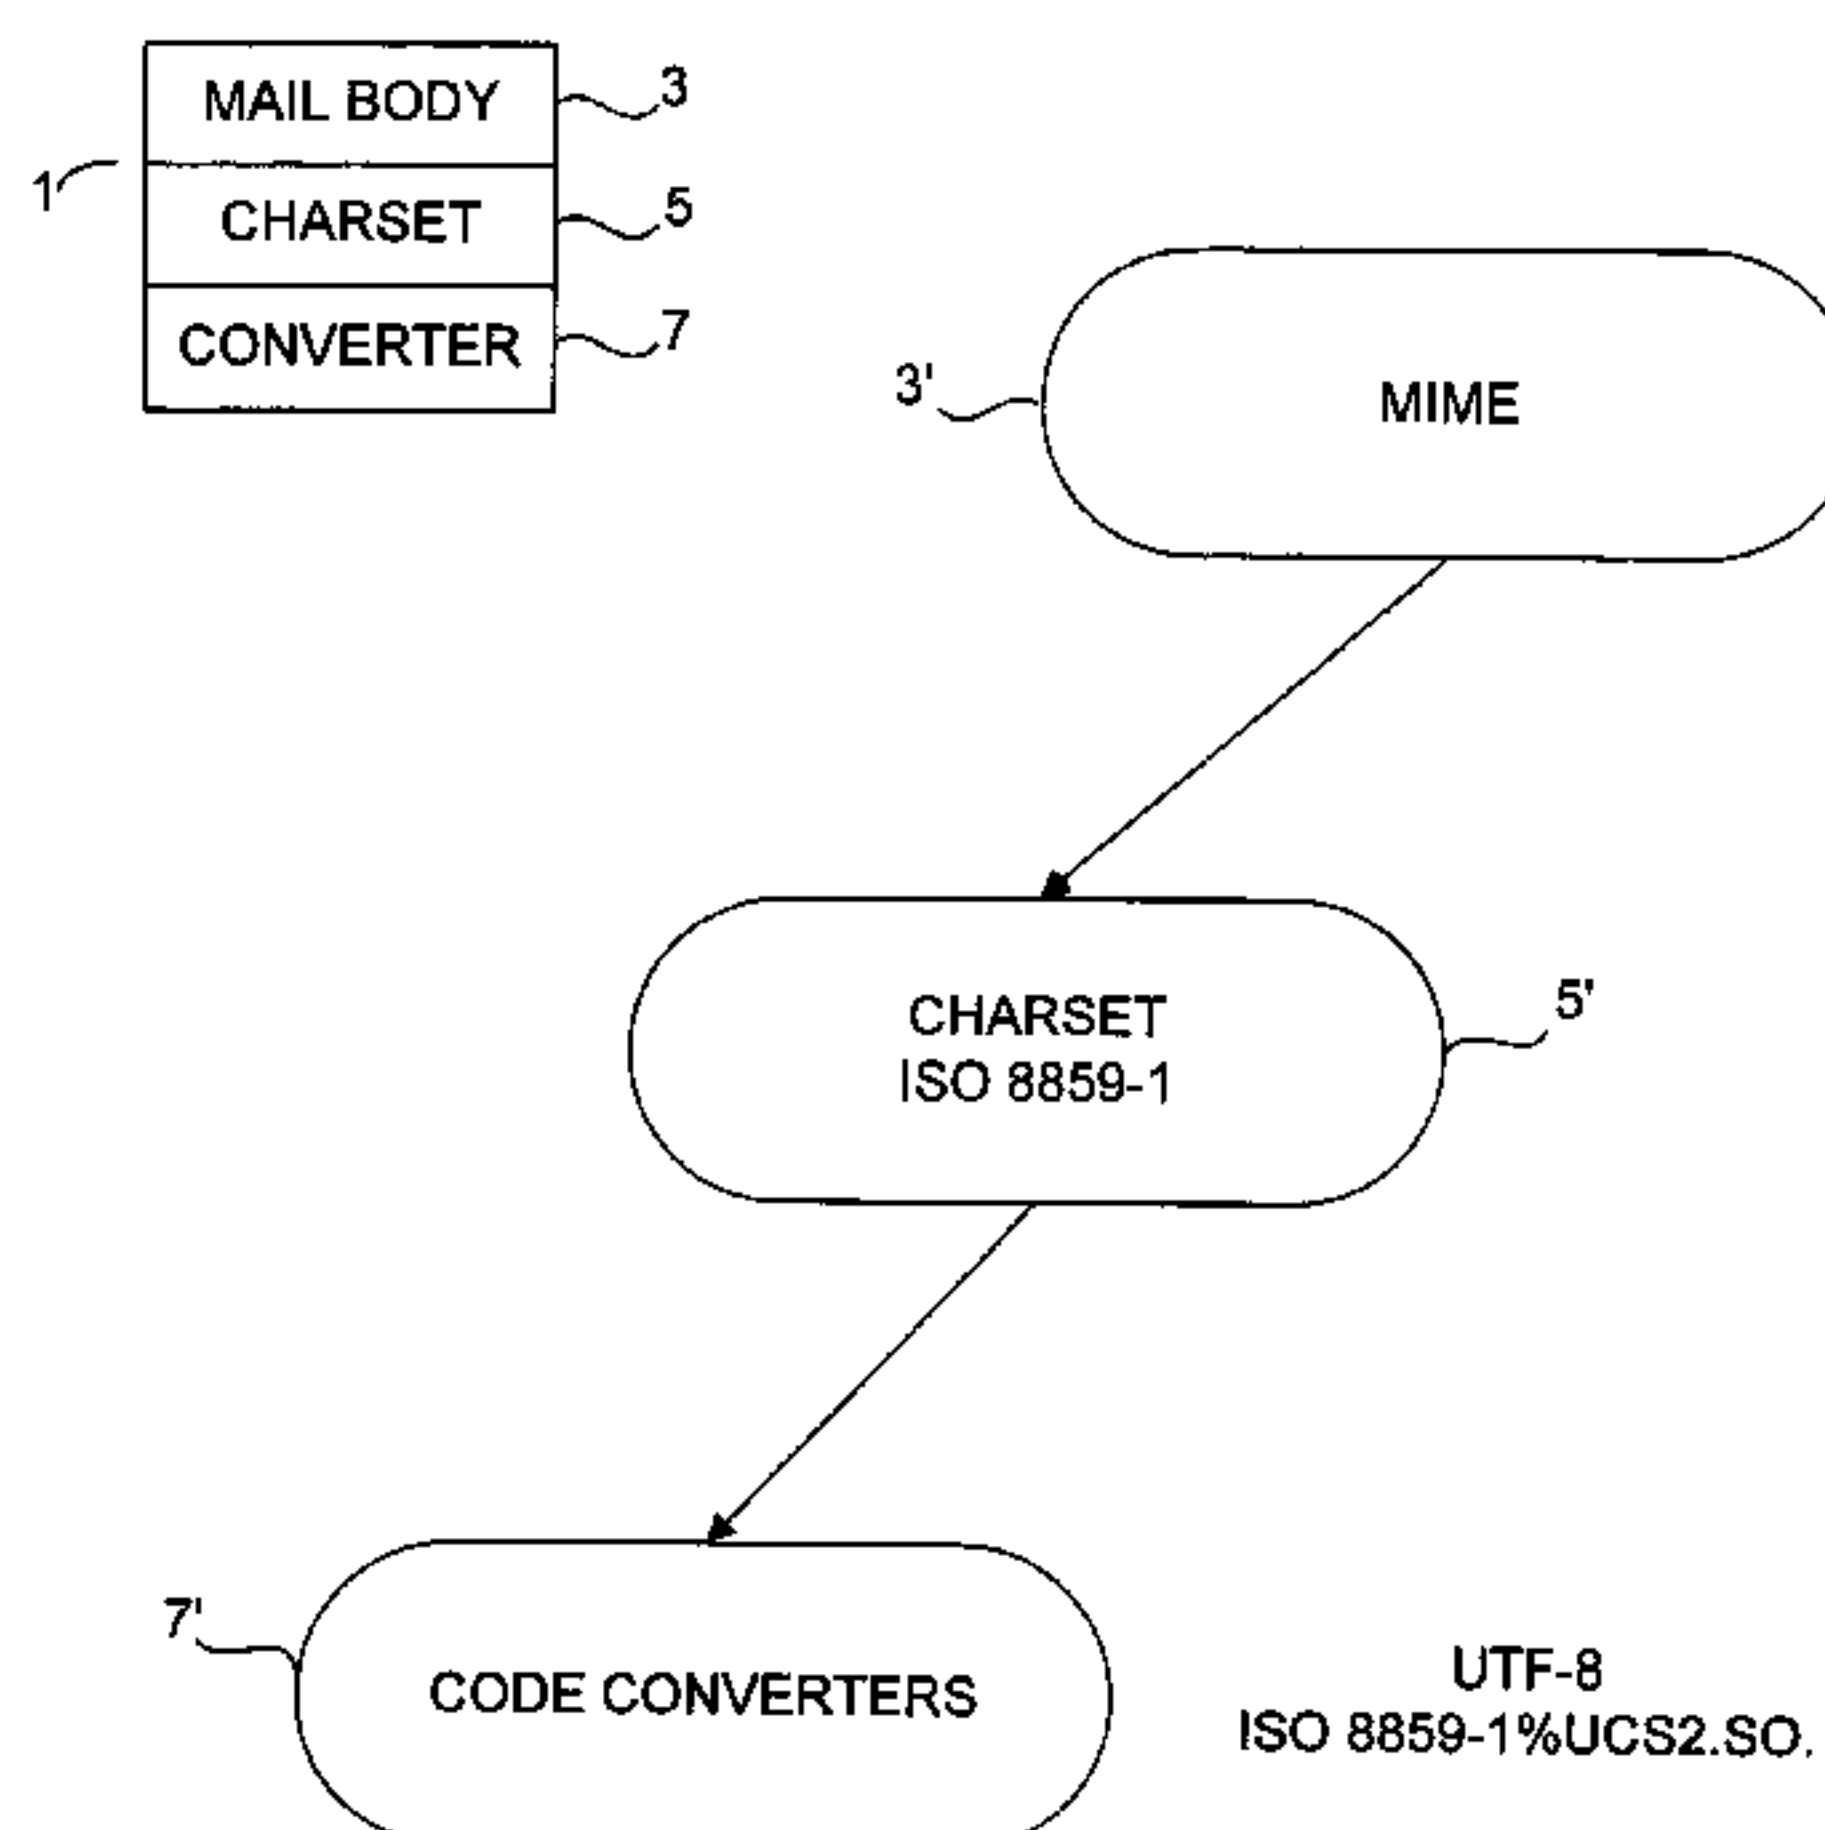 MAIL BODY
3
1
CHARSET
5
CONVERTER
7
3'
MIME
CHARSET
ISO 8859-1
5'
7'
CODE CONVERTERS
UTF-8
ISO 8859-1%UCS2.SO.